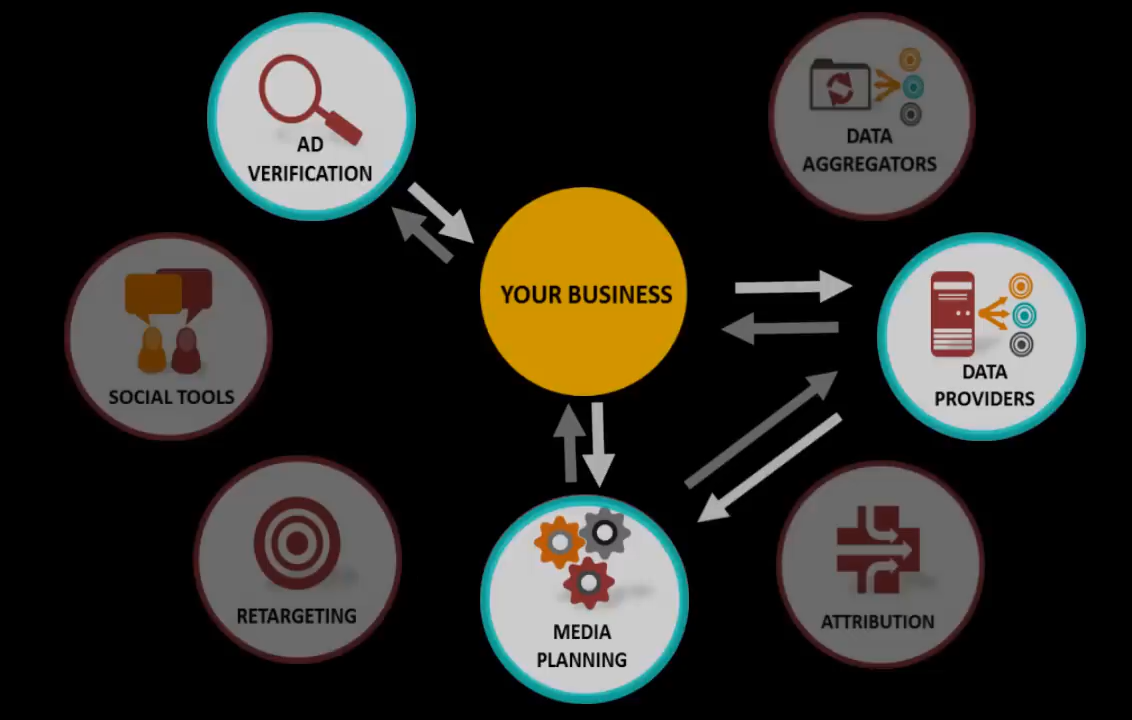 AD
VERIFICATION
DATA
AGGREGATORS
YOUR BUSINESS
SOCIAL TOOLS
DATA
PROVIDERS
RETARGETING
MEDIA
PLANNING
ATTRIBUTION